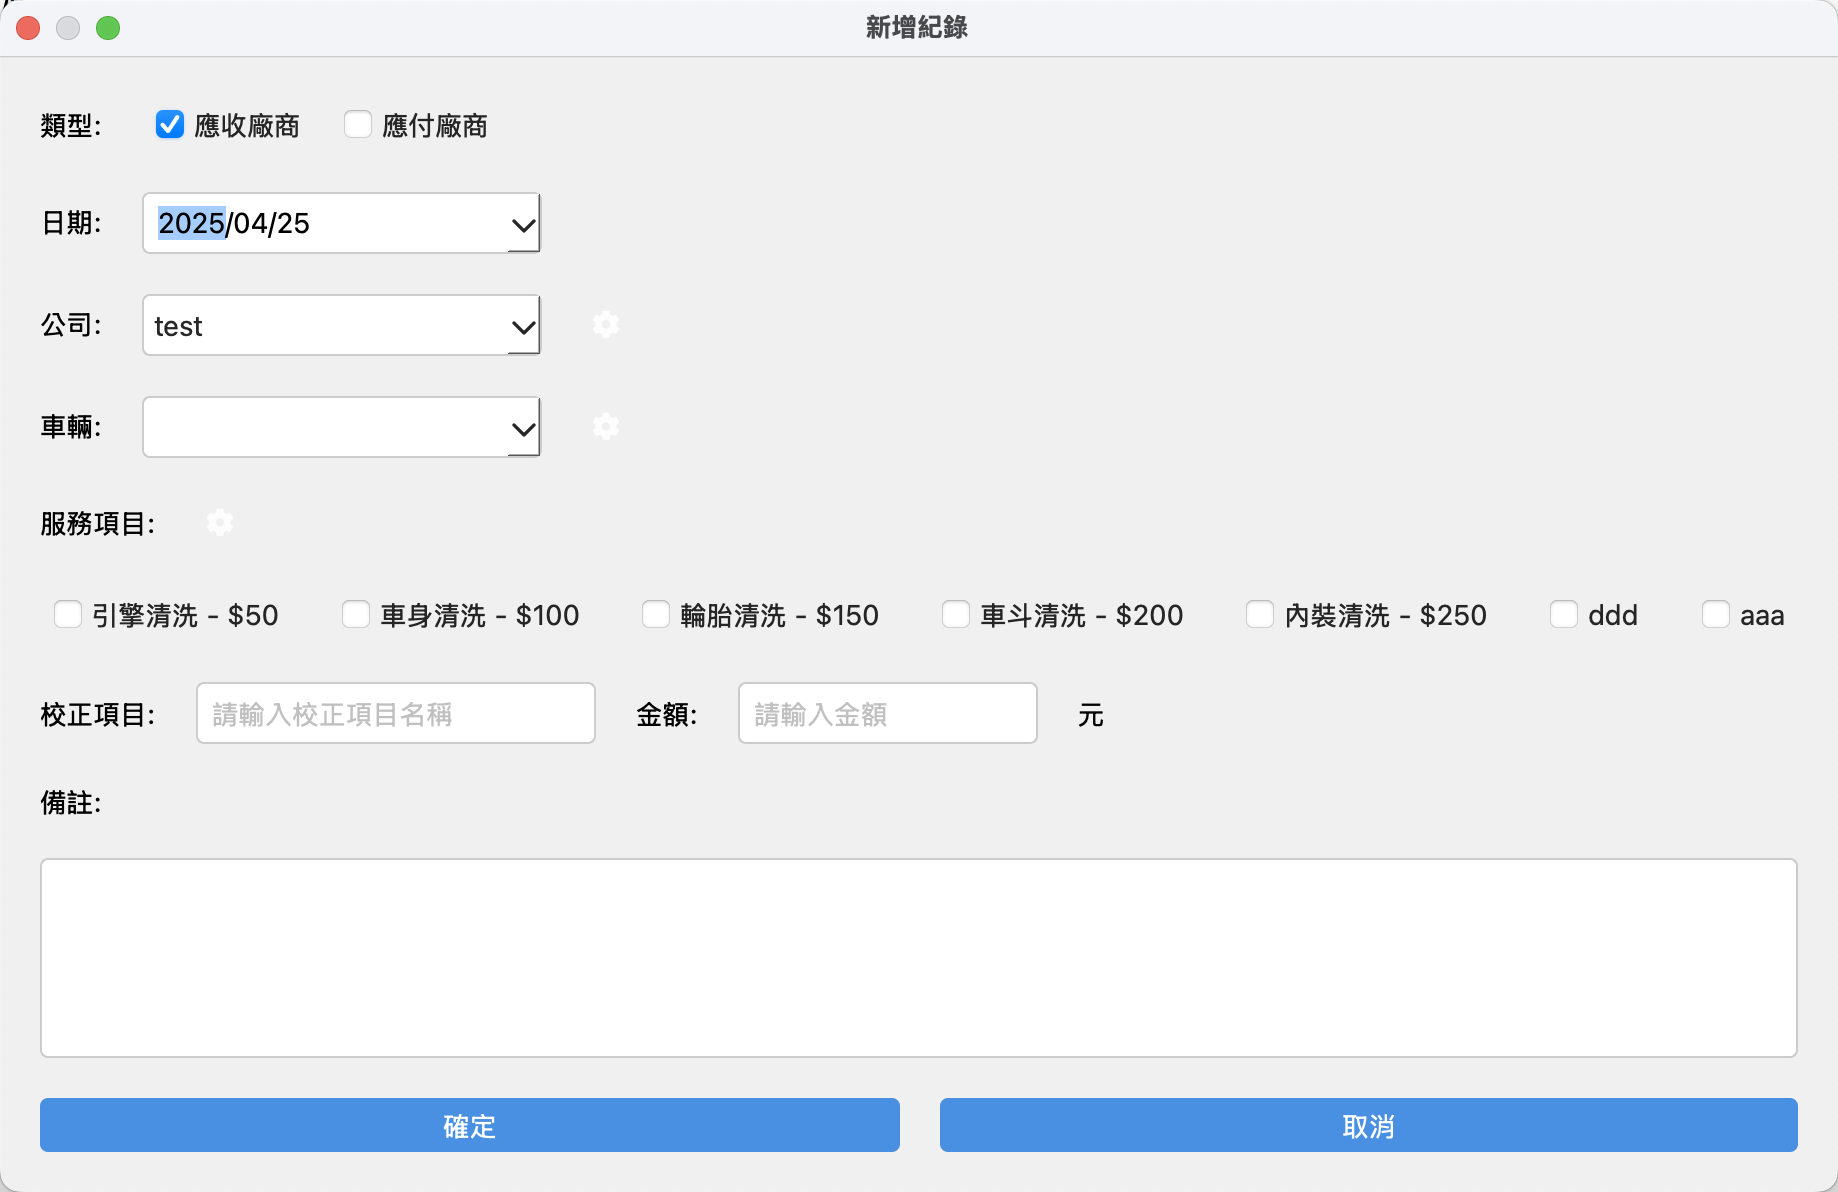 新增紀錄
類型: 應收廠商 應付廠商
日期: 2025/04/25
公司: test
車輛:
服務項目:
引擎清洗 - $50 車身清洗 - $100 輪胎清洗 - $150 車斗清洗 - $200 內裝清洗 - $250 ddd aaa
校正項目: 請輸入校正項目名稱 金額: 請輸入金額 元
備註:
確定 取消